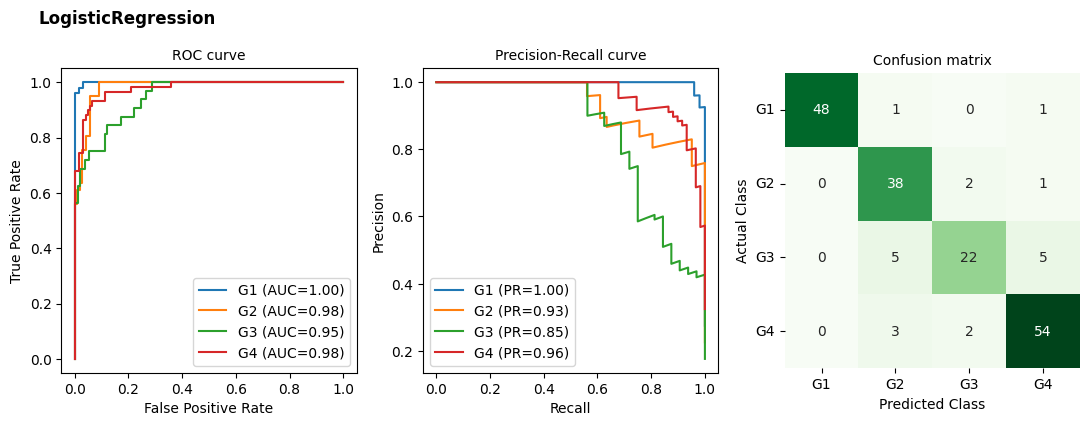 LogisticRegression
ROC curve
True Positive Rate
1.0
0.8
0.6
0.4
0.2
0.0
0.0 0.2 0.4 0.6 0.8 1.0
False Positive Rate
G1 (AUC=1.00)
G2 (AUC=0.98)
G3 (AUC=0.95)
G4 (AUC=0.98)
Precision-Recall curve
Precision
1.0
0.8
0.6
0.4
0.2
0.0 0.2 0.4 0.6 0.8 1.0
Recall
G1 (PR=1.00)
G2 (PR=0.93)
G3 (PR=0.85)
G4 (PR=0.96)
Confusion matrix
Actual Class
G1 48 1 0 1
G2 0 38 2 1
G3 0 5 22 5
G4 0 3 2 54
G1 G2 G3 G4
Predicted Class